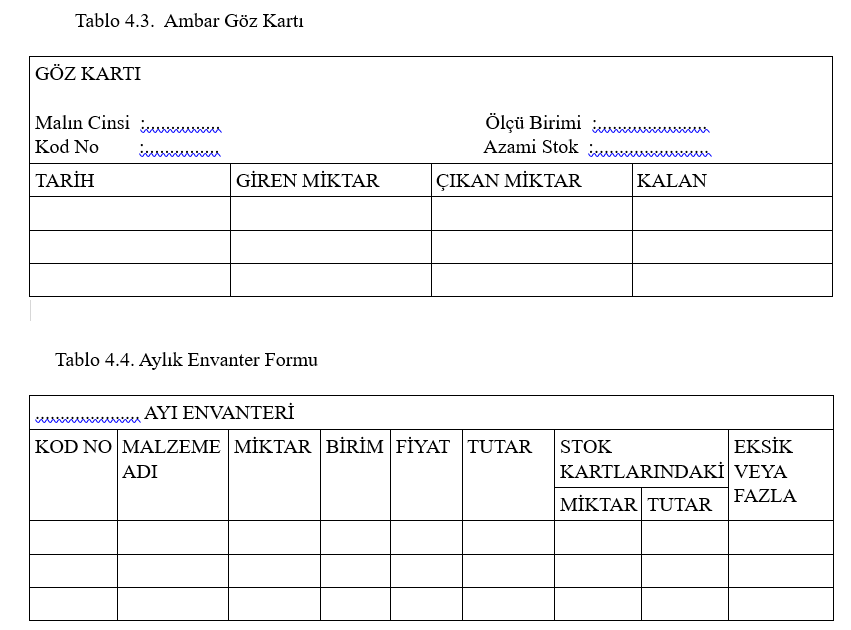 Tablo 4.3.  Ambar Göz Kartı
GÖZ KARTI
Malın Cinsi :.................. Ölçü Birimi :..........................
Kod No :.................. Azami Stok :..........................
TARİH GİREN MİKTAR ÇIKAN MİKTAR KALAN
Tablo 4.4. Aylık Envanter Formu
........................ AYI ENVANTERİ
KOD NO MALZEME ADI MİKTAR BİRİM FİYAT TUTAR STOK KARTLARINDAKİ EKSİK VEYA FAZLA
MİKTAR TUTAR